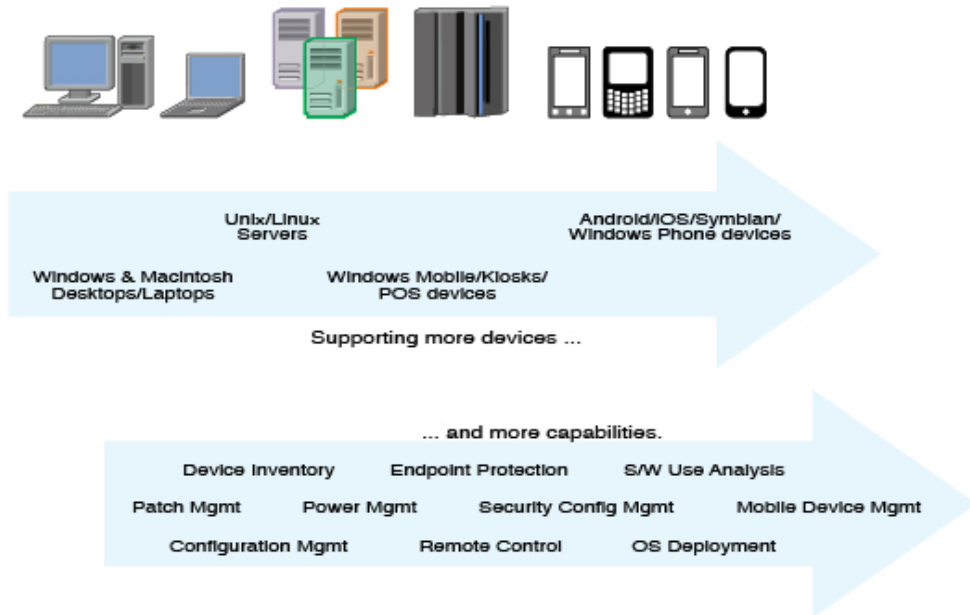 Unix/Linux
Servers
Android/iOS/Symbian/
Windows Phone devices
Windows & Macintosh
Desktops/Laptops
Windows Mobile/Kiosks/
POS devices
Supporting more devices ...
... and more capabilities.
Device Inventory    Endpoint Protection    S/W Use Analysis
Patch Mgmt    Power Mgmt    Security Config Mgmt    Mobile Device Mgmt
Configuration Mgmt    Remote Control    OS Deployment